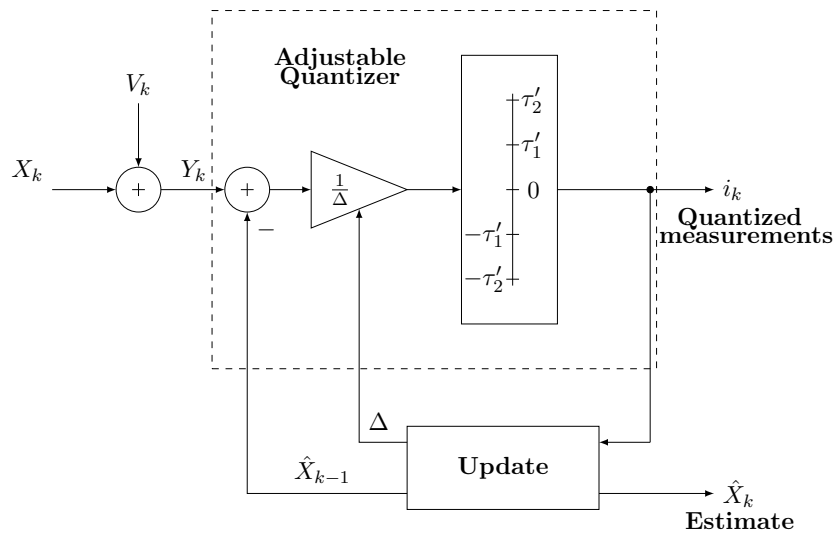 Adjustable
Quantizer
V_k
τ′_2
τ′_1
X_k
+
Y_k
+
1/Δ
0
i_k
−
Quantized
measurements
−τ′_1
−τ′_2
Δ
Update
X̂_{k−1}
X̂_k
Estimate